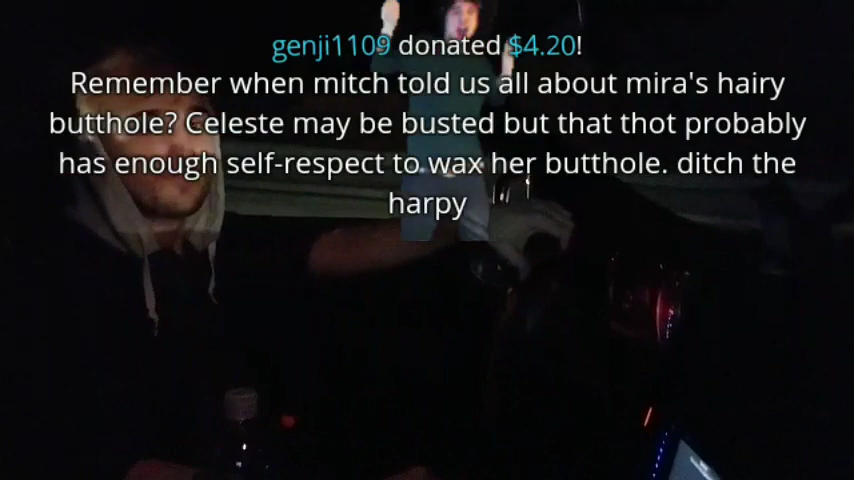 genji1109 donated $4.20!
Remember when mitch told us all about mira's hairy
butthole? Celeste may be busted but that thot probably
has enough self-respect to wax her butthole. ditch the
harpy